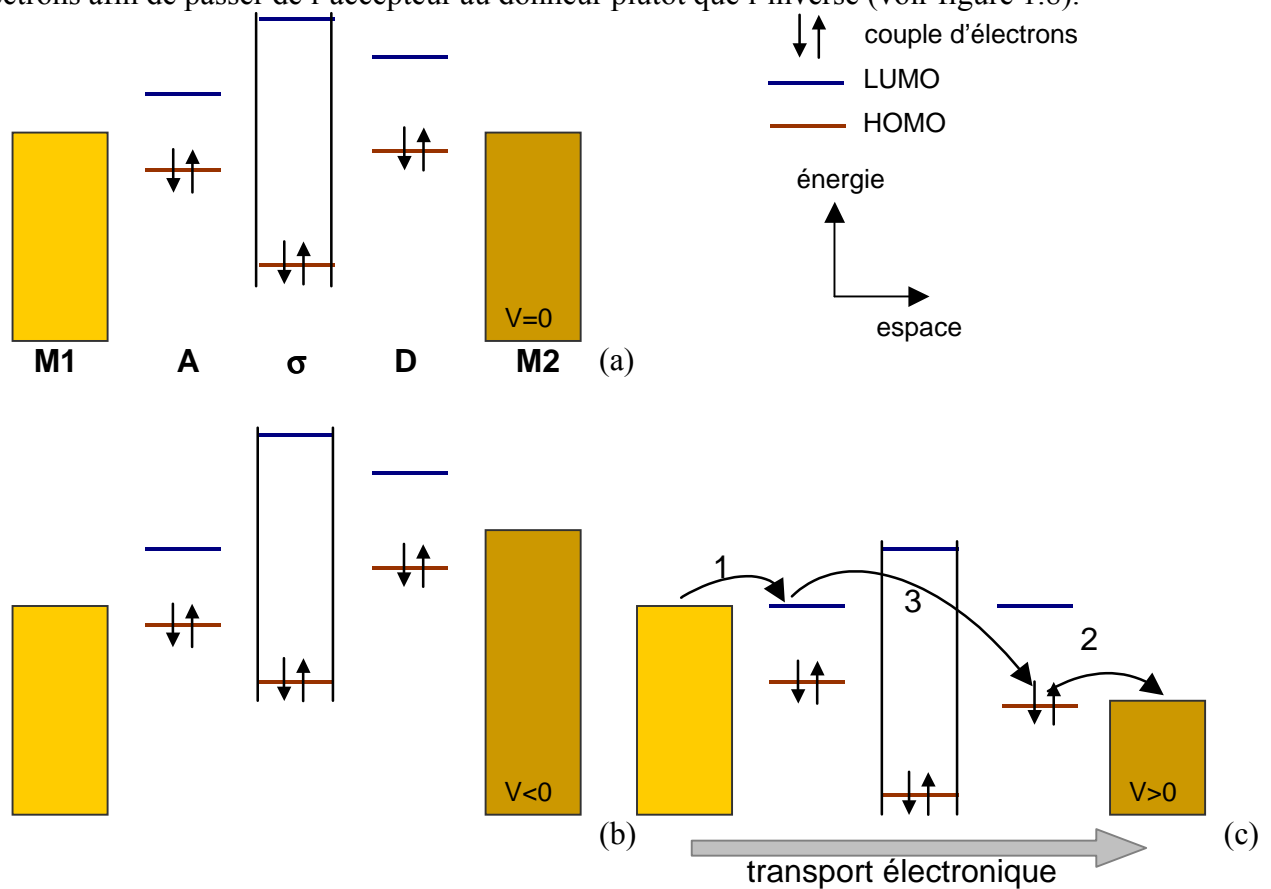 afin de passer de l'accepteur au donneur plutôt que l'inverse (voir figure 1.8).
couple d'électrons
LUMO
HOMO
énergie
espace
V=0
M1 A σ D M2 (a)
1
3
2
V<0
V>0
(b)
(c)
transport électronique